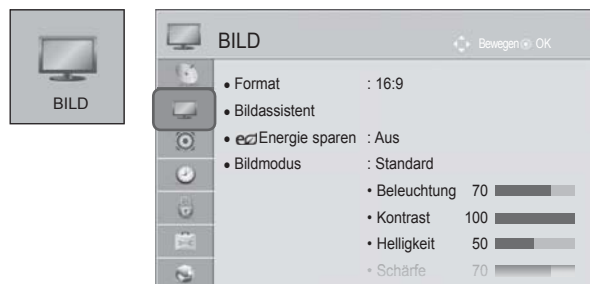 BILD
BILD
Bewegen OK
• Format : 16:9
• Bildassistent
• eco Energie sparen : Aus
• Bildmodus : Standard
• Beleuchtung 70
• Kontrast 100
• Helligkeit 50
• Schärfe 70